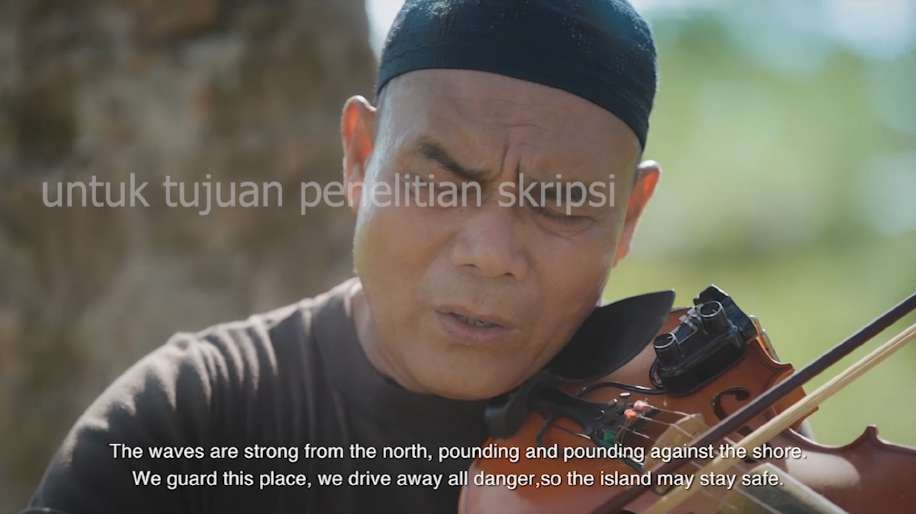 untuk tujuan penelitian skripsi
The waves are strong from the north, pounding and pounding against the shore.
We guard this place, we drive away all danger,so the island may stay safe.